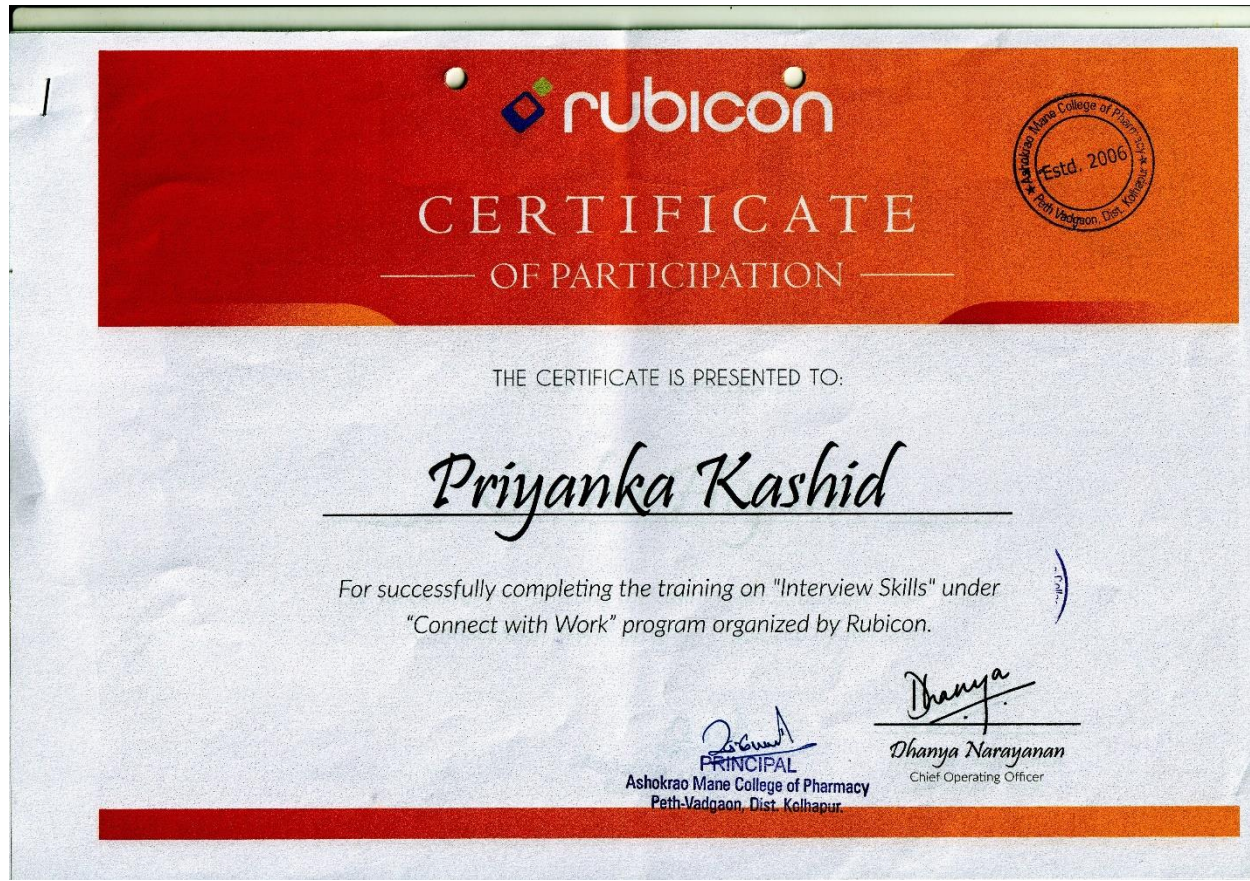 rubicon
Ashokrao Mane College of Pharmacy
Estd. 2006
Peth Vadgaon, Dist. Kolhapur
CERTIFICATE
OF PARTICIPATION
THE CERTIFICATE IS PRESENTED TO:
Priyanka Kashid
For successfully completing the training on "Interview Skills" under
"Connect with Work" program organized by Rubicon.
Dhanya
Dhanya Narayanan
Chief Operating Officer
PRINCIPAL
Ashokrao Mane College of Pharmacy
Peth-Vadgaon, Dist. Kolhapur.